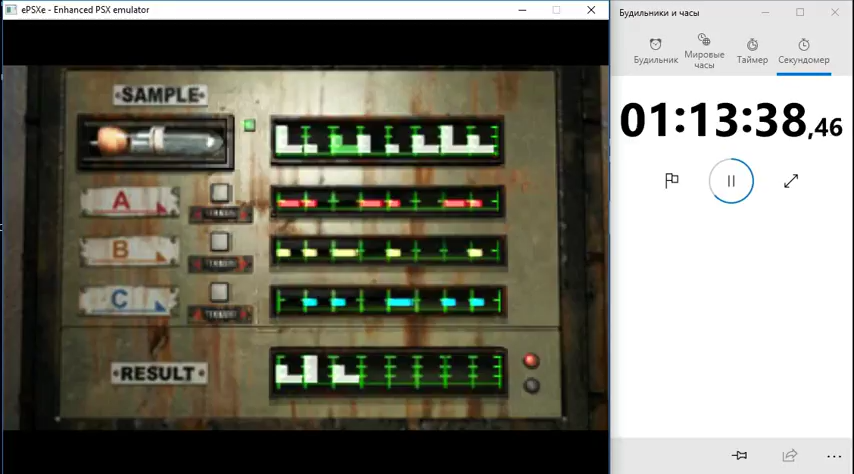 ePSXe - Enhanced PSX emulator
Будильники и часы
Будильник
Мировые часы
Таймер
Секундомер
01:13:38,46
SAMPLE
A
B
C
RESULT